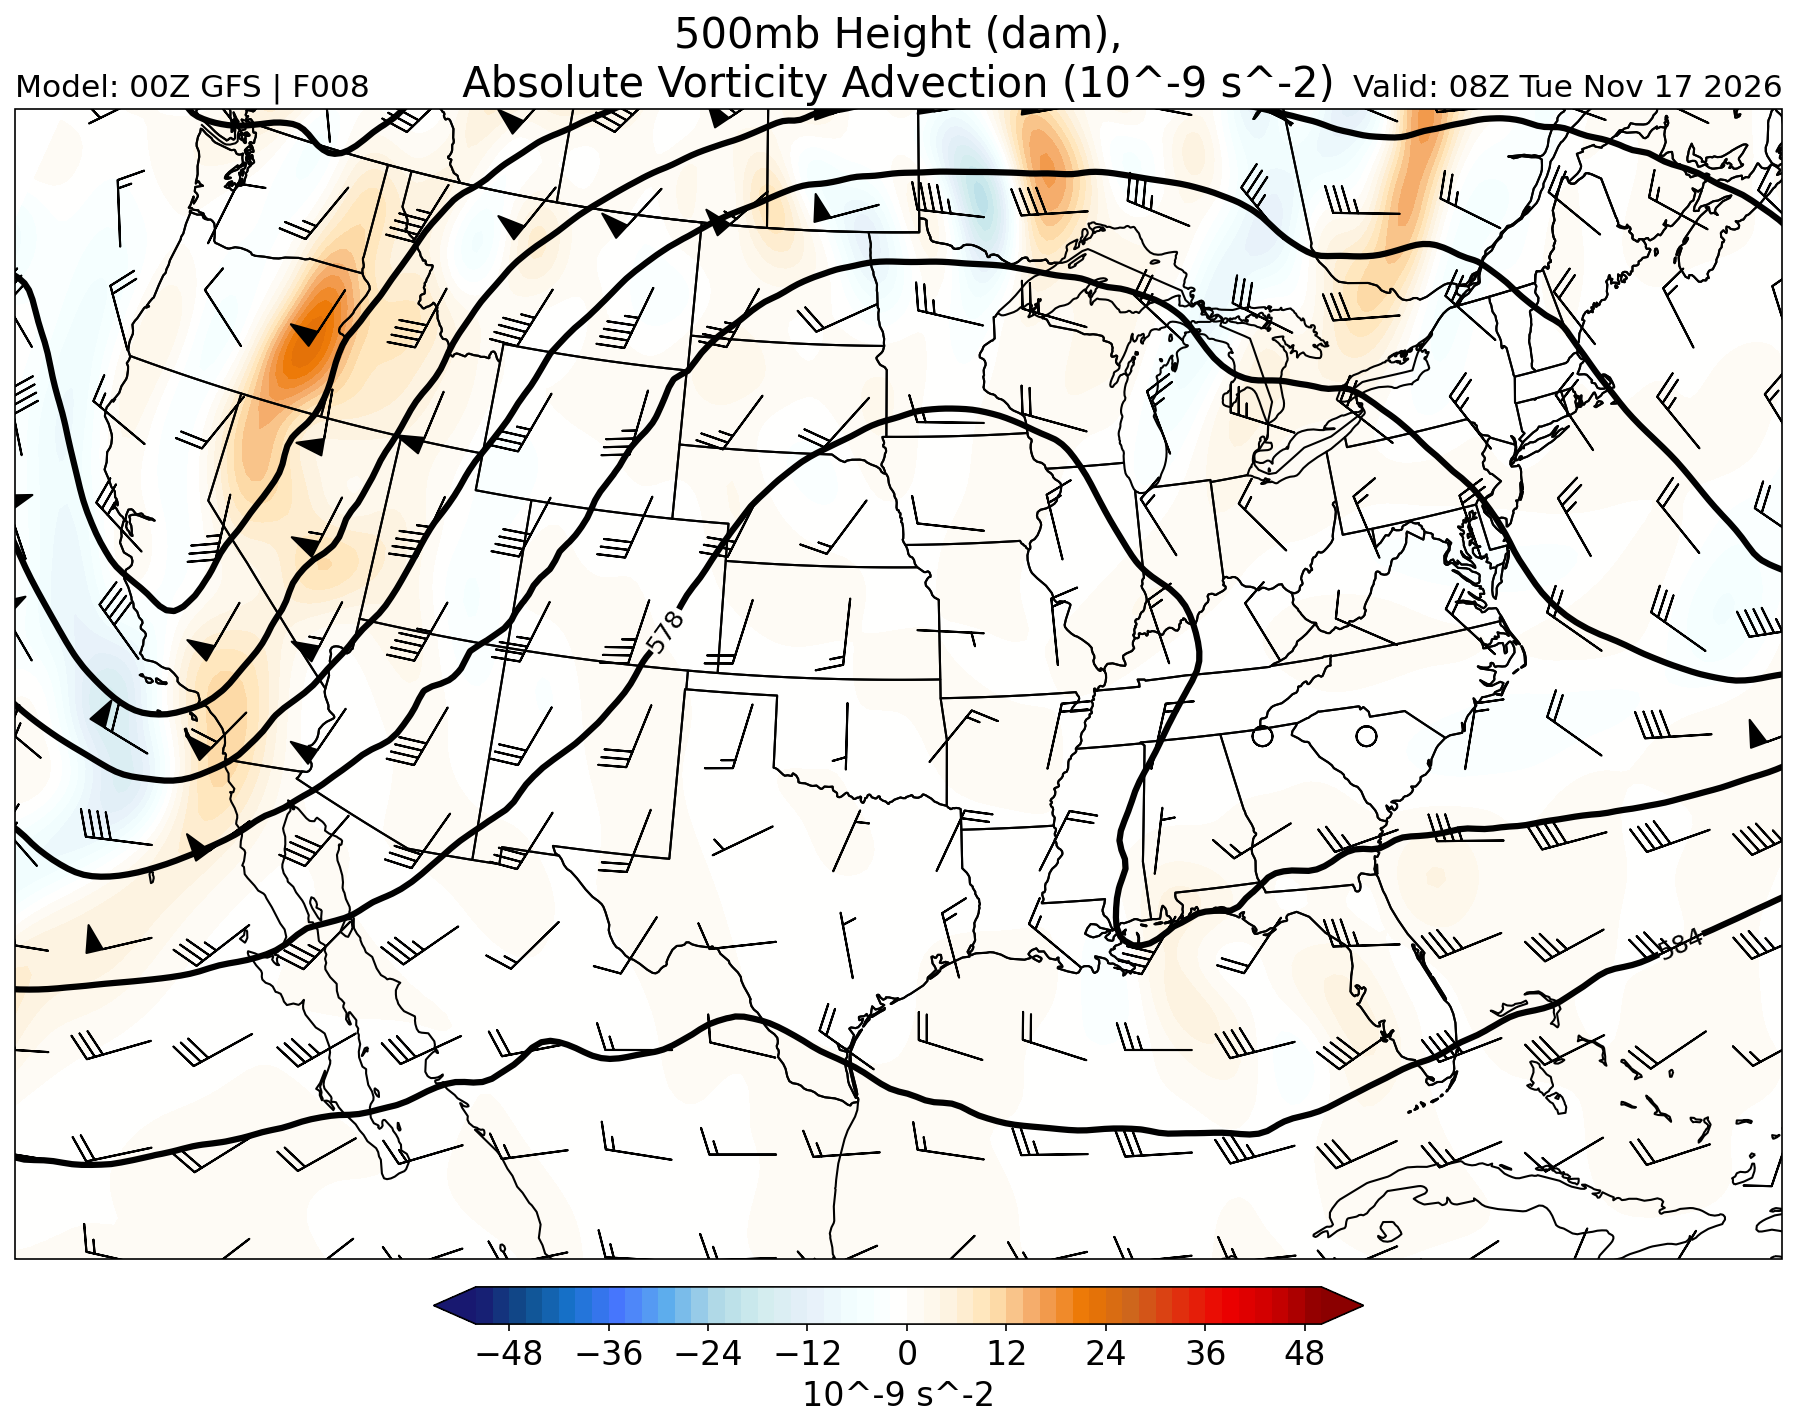 500mb Height (dam),
Model: 00Z GFS | F008
Absolute Vorticity Advection (10^-9 s^-2)
Valid: 08Z Tue Nov 17 2026
578
584
−48 −36 −24 −12 0 12 24 36 48
10^-9 s^-2